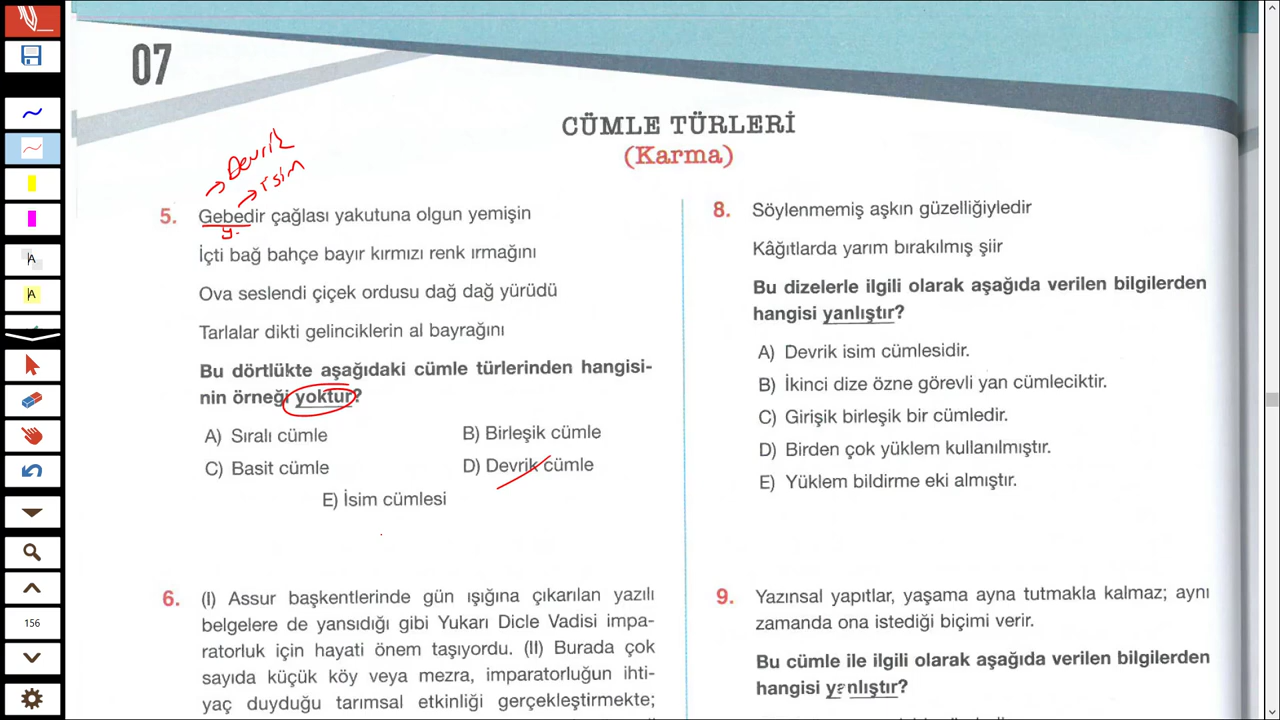 07
CÜMLE TÜRLERİ
(Karma)
→Devrik
→isim
5. Gebedir çağlası yakutuna olgun yemişin
y.
İçti bağ bahçe bayır kırmızı renk ırmağını
Ova seslendi çiçek ordusu dağ dağ yürüdü
Tarlalar dikti gelinciklerin al bayrağını
Bu dörtlükte aşağıdaki cümle türlerinden hangisi-
nin örneği yoktur?
A) Sıralı cümle
B) Birleşik cümle
C) Basit cümle
D) Devrik cümle
E) İsim cümlesi
6. (I) Assur başkentlerinde gün ışığına çıkarılan yazılı
belgelere de yansıdığı gibi Yukarı Dicle Vadisi impa-
ratorluk için hayati önem taşıyordu. (II) Burada çok
sayıda küçük köy veya mezra, imparatorluğun ihti-
yaç duyduğu tarımsal etkinliği gerçekleştirmekte;
8. Söylenmemiş aşkın güzelliğiyledir
Kâğıtlarda yarım bırakılmış şiir
Bu dizelerle ilgili olarak aşağıda verilen bilgilerden
hangisi yanlıştır?
A) Devrik isim cümlesidir.
B) İkinci dize özne görevli yan cümleciktir.
C) Girişik birleşik bir cümledir.
D) Birden çok yüklem kullanılmıştır.
E) Yüklem bildirme eki almıştır.
9. Yazınsal yapıtlar, yaşama ayna tutmakla kalmaz; aynı
zamanda ona istediği biçimi verir.
Bu cümle ile ilgili olarak aşağıda verilen bilgilerden
hangisi yanlıştır?
A
A
156